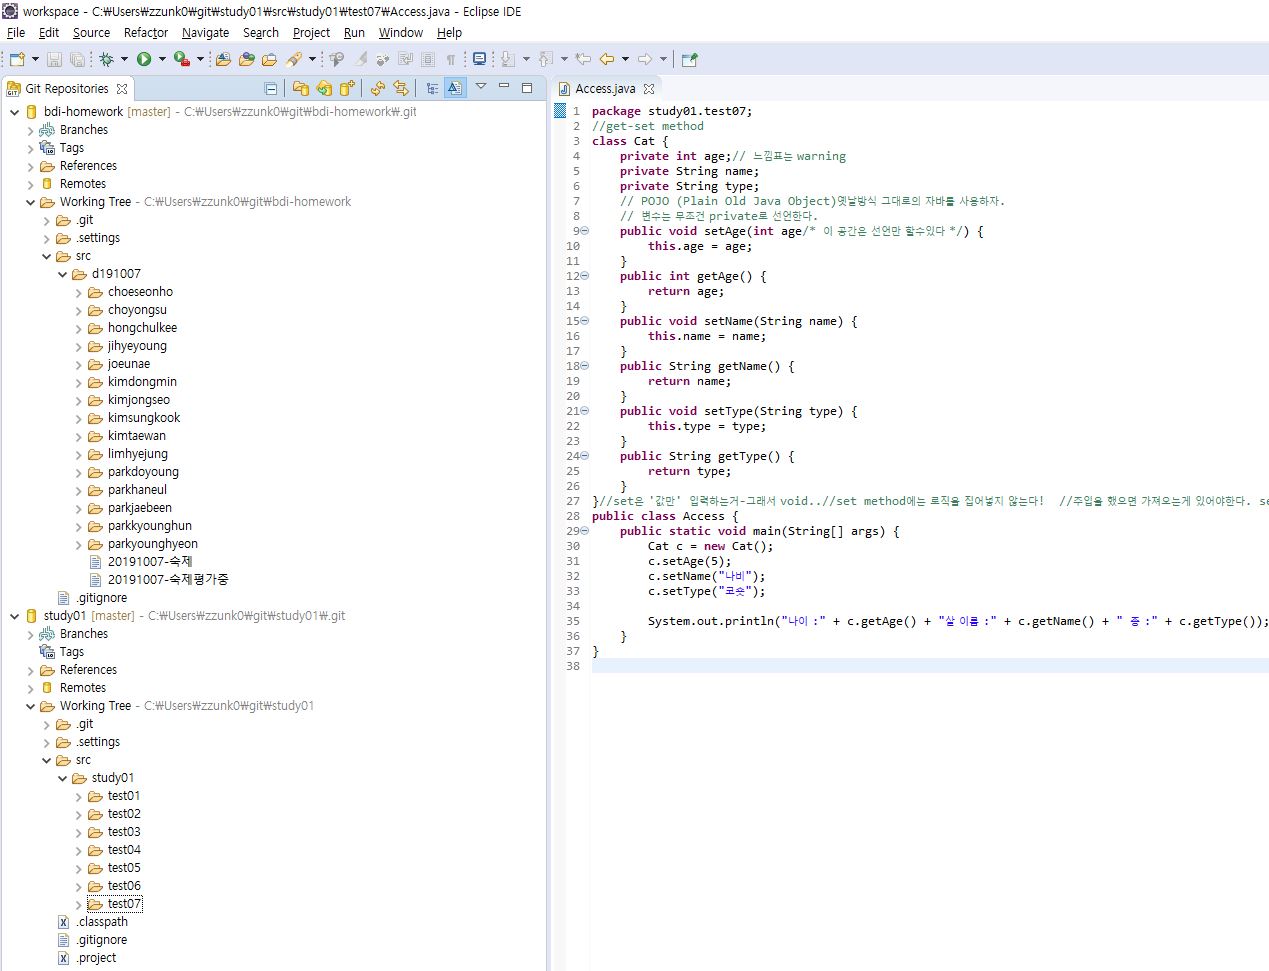 workspace - C:₩Users₩zzunk0₩git₩study01₩src₩study01₩test07₩Access.java - Eclipse IDE
File Edit Source Refactor Navigate Search Project Run Window Help
Git Repositories
bdi-homework [master] - C:₩Users₩zzunk0₩git₩bdi-homework₩.git
Branches
Tags
References
Remotes
Working Tree - C:₩Users₩zzunk0₩git₩bdi-homework
.git
.settings
src
d191007
choeseonho
choyongsu
hongchulkee
jihyeyoung
joeunae
kimdongmin
kimjongseo
kimsungkook
kimtaewan
limhyejung
parkdoyoung
parkhaneul
parkjaebeen
parkkyounghun
parkyounghyeon
20191007-숙제
20191007-숙제평가중
.gitignore
study01 [master] - C:₩Users₩zzunk0₩git₩study01₩.git
Branches
Tags
References
Remotes
Working Tree - C:₩Users₩zzunk0₩git₩study01
.git
.settings
src
study01
test01
test02
test03
test04
test05
test06
test07
.classpath
.gitignore
.project
Access.java
1 package study01.test07;
2 //get-set method
3 class Cat {
4 private int age;// 느낌표는 warning
5 private String name;
6 private String type;
7 // POJO (Plain Old Java Object)옛날방식 그대로의 자바를 사용하자.
8 // 변수는 무조건 private로 선언한다.
9 public void setAge(int age/* 이 공간은 선언만 할수있다 */) {
10 this.age = age;
11 }
12 public int getAge() {
13 return age;
14 }
15 public void setName(String name) {
16 this.name = name;
17 }
18 public String getName() {
19 return name;
20 }
21 public void setType(String type) {
22 this.type = type;
23 }
24 public String getType() {
25 return type;
26 }
27 }//set은 '값만' 입력하는거-그래서 void..//set method에는 로직을 집어넣지 않는다! //주입을 했으면 가져오는게 있어야한다. se
28 public class Access {
29 public static void main(String[] args) {
30 Cat c = new Cat();
31 c.setAge(5);
32 c.setName("나비");
33 c.setType("코숏");
34
35 System.out.println("나이 :" + c.getAge() + "살 이름 :" + c.getName() + " 종 :" + c.getType());
36 }
37 }
38